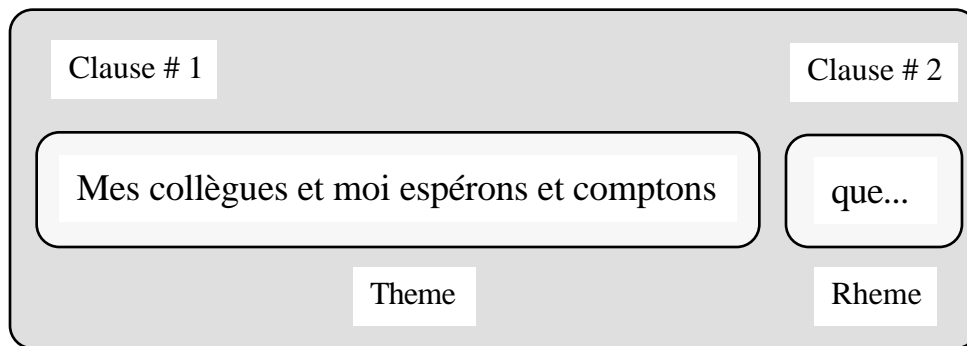 Clause # 1
Clause # 2
Mes collègues et moi espérons et comptons
que...
Theme
Rheme